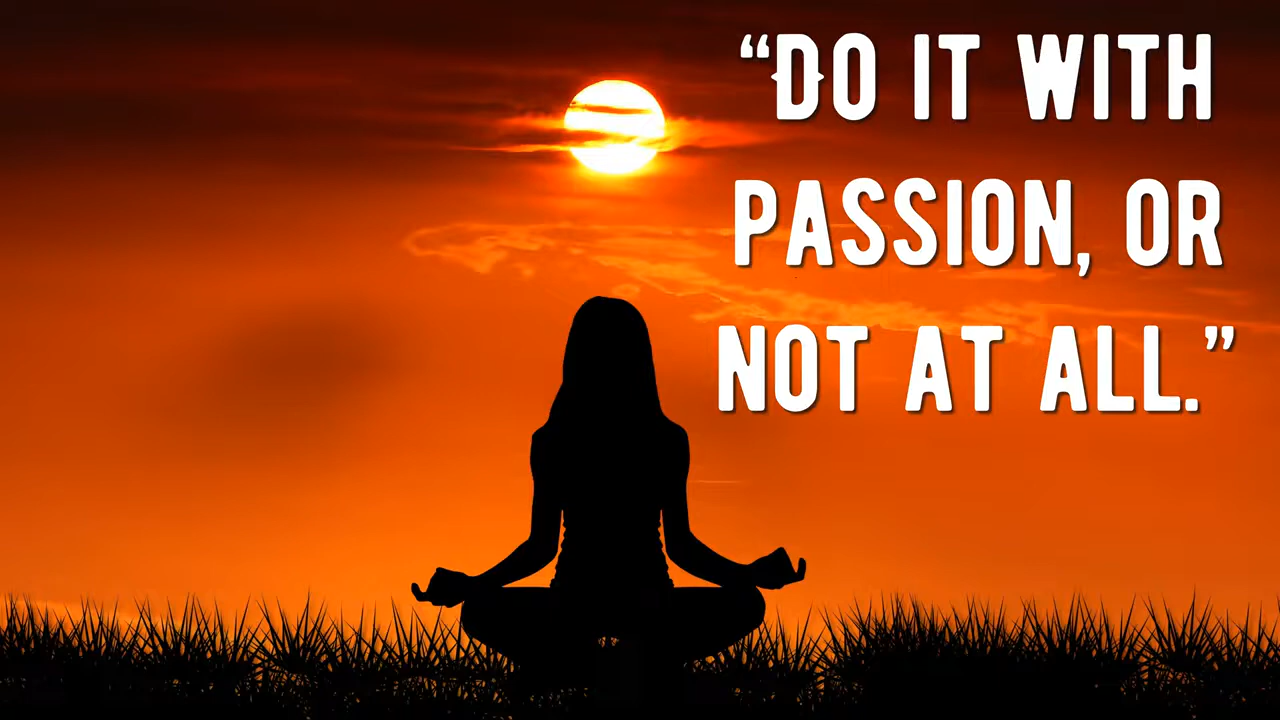 “DO IT WITH
PASSION, OR
NOT AT ALL.”